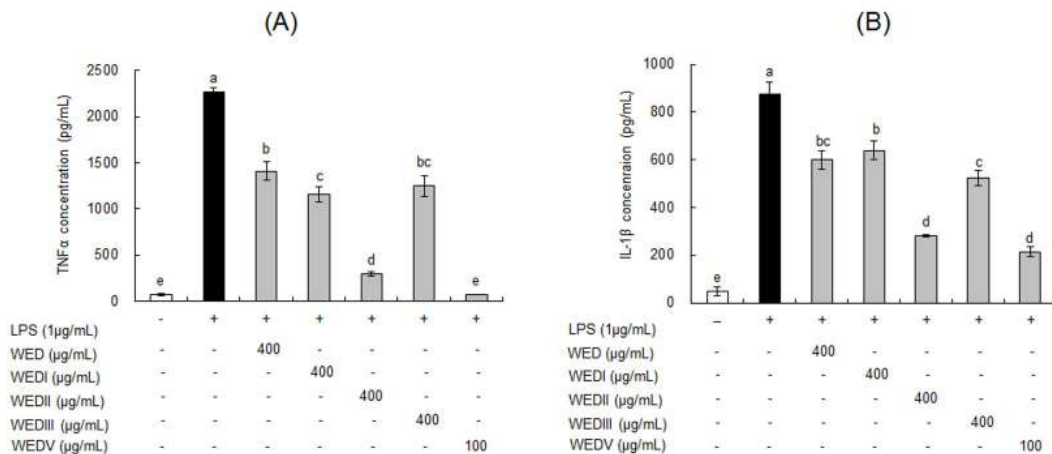 (A)
TNFα concentration (pg/mL)
2500
2000
1500
1000
500
0
e
a
b
c
d
bc
e
LPS (1µg/mL) - + + + + + +
WED (µg/mL) - - 400 - - - -
WEDI (µg/mL) - - - 400 - - -
WEDII (µg/mL) - - - - 400 - -
WEDIII (µg/mL) - - - - - 400 -
WEDV (µg/mL) - - - - - - 100
(B)
IL-1β concenraion (pg/mL)
1000
800
600
400
200
0
e
a
bc
b
d
c
d
LPS (1µg/mL) – + + + + + +
WED (µg/mL) - - 400 - - - -
WEDI (µg/mL) - - - 400 - - -
WEDII (µg/mL) - - - - 400 - -
WEDIII (µg/mL) - - - - - 400 -
WEDV (µg/mL) - - - - - - 100